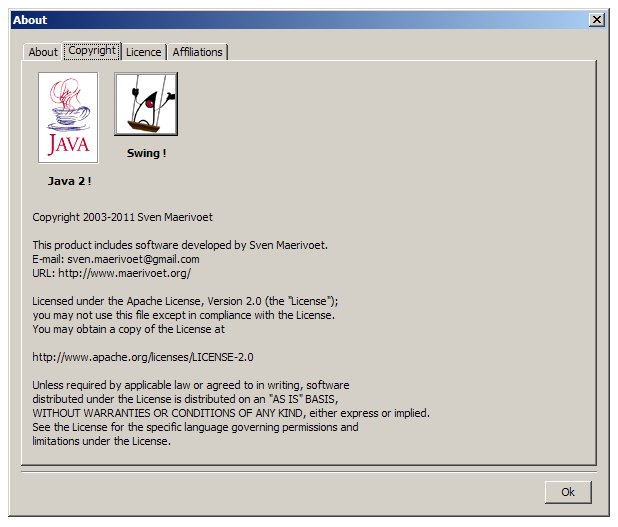 About
About Copyright Licence Affiliations
JAVA
Swing !
Java 2 !
Copyright 2003-2011 Sven Maerivoet
This product includes software developed by Sven Maerivoet.
E-mail: sven.maerivoet@gmail.com
URL: http://www.maerivoet.org/
Licensed under the Apache License, Version 2.0 (the "License");
you may not use this file except in compliance with the License.
You may obtain a copy of the License at
http://www.apache.org/licenses/LICENSE-2.0
Unless required by applicable law or agreed to in writing, software
distributed under the License is distributed on an "AS IS" BASIS,
WITHOUT WARRANTIES OR CONDITIONS OF ANY KIND, either express or implied.
See the License for the specific language governing permissions and
limitations under the License.
Ok